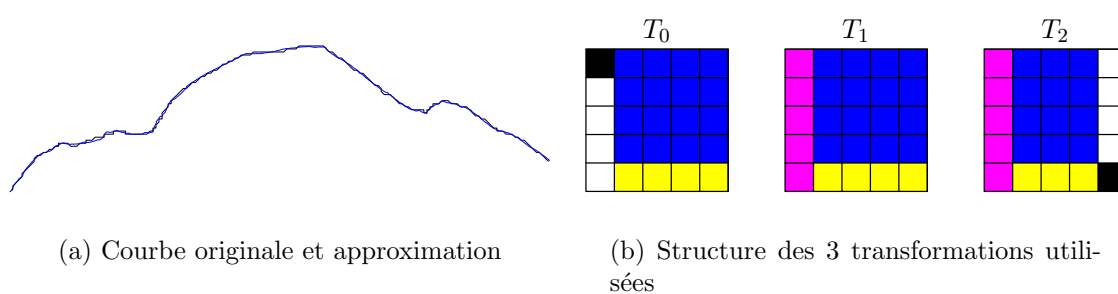 T₀ T₁ T₂
(a) Courbe originale et approximation
(b) Structure des 3 transformations utili-
sées